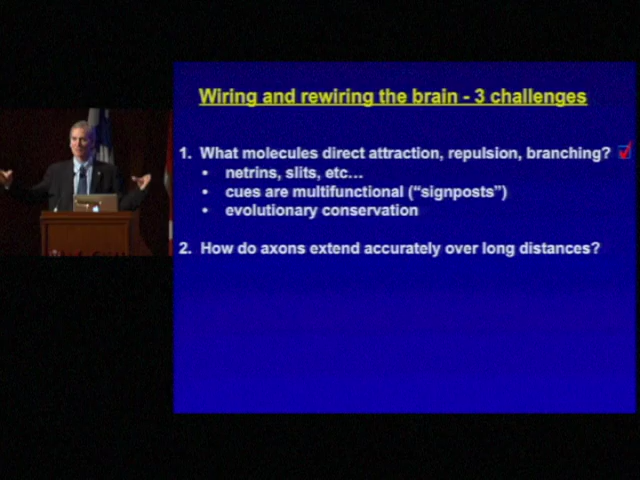 Wiring and rewiring the brain - 3 challenges
1. What molecules direct attraction, repulsion, branching?
• netrins, slits, etc…
• cues are multifunctional ("signposts")
• evolutionary conservation
2. How do axons extend accurately over long distances?